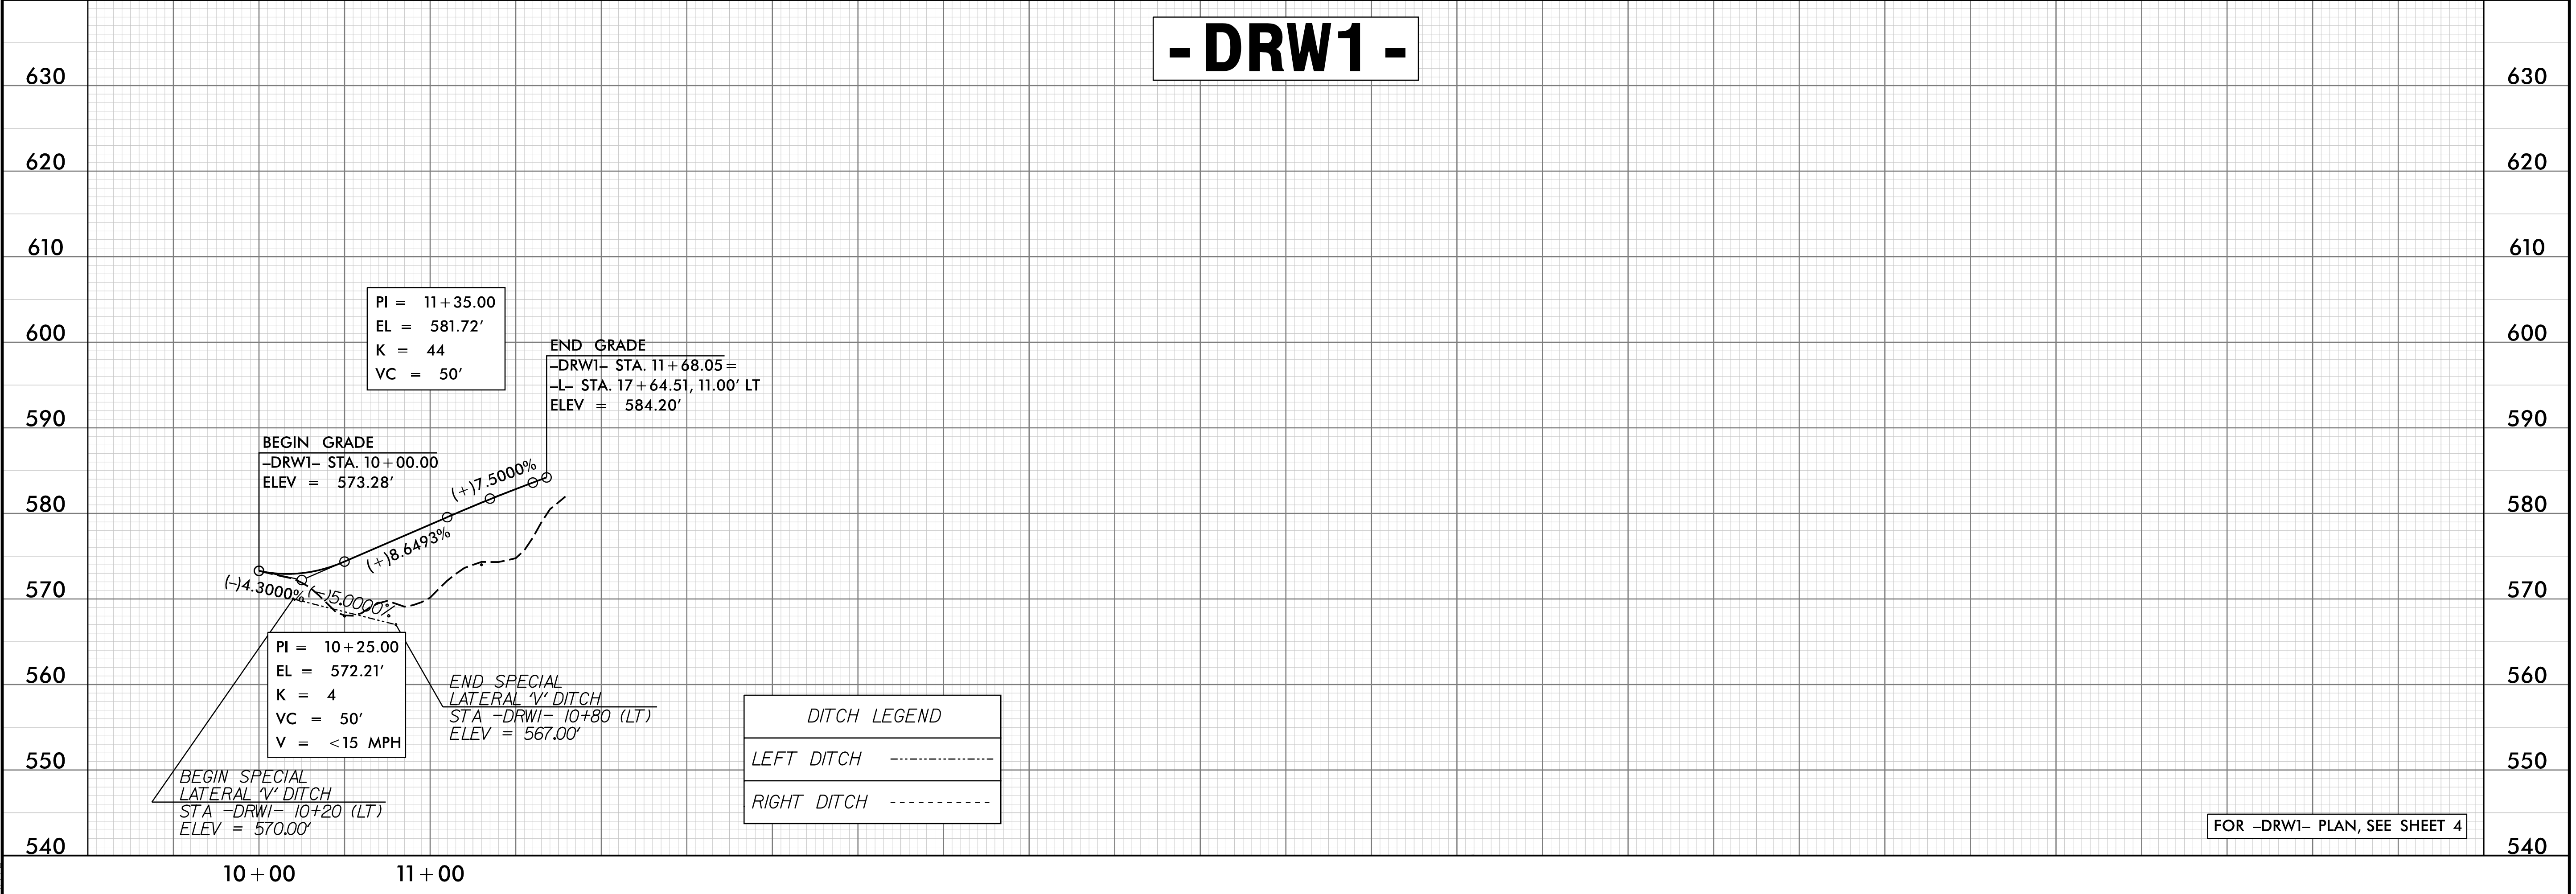 -DRW1-
630
630
620
620
610
610
PI = 11+35.00
EL = 581.72'
K = 44
VC = 50'
600
600
END GRADE
–DRW1– STA. 11+68.05=
–L– STA. 17+64.51, 11.00' LT
ELEV = 584.20'
590
590
BEGIN GRADE
–DRW1– STA. 10+00.00
ELEV = 573.28'
(+)7.5000%
580
580
(+)8.6493%
(–)4.3000%
(–)5.0000%
570
570
PI = 10+25.00
EL = 572.21'
K = 4
VC = 50'
V = <15 MPH
560
560
END SPECIAL
LATERAL 'V' DITCH
STA -DRW1- 10+80 (LT)
ELEV = 567.00'
DITCH LEGEND
LEFT DITCH
RIGHT DITCH
550
550
BEGIN SPECIAL
LATERAL 'V' DITCH
STA -DRW1- 10+20 (LT)
ELEV = 570.00'
FOR –DRW1– PLAN, SEE SHEET 4
540
540
10+00
11+00